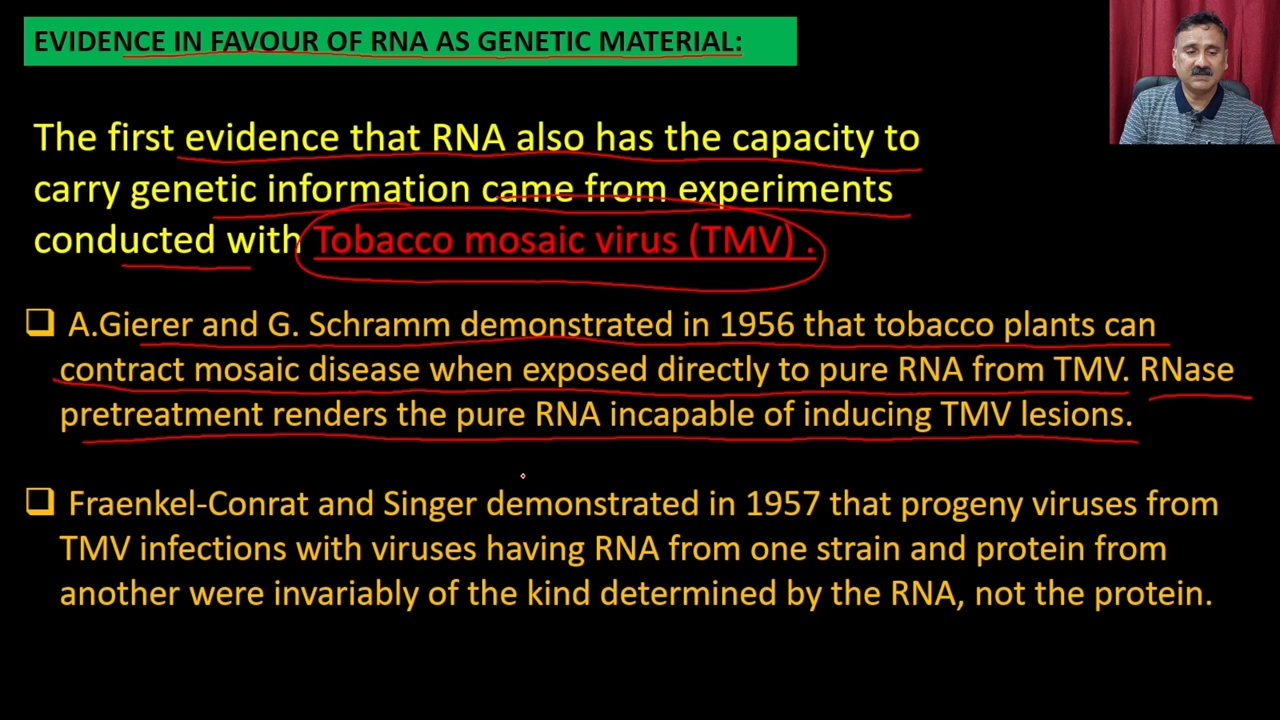 EVIDENCE IN FAVOUR OF RNA AS GENETIC MATERIAL:
The first evidence that RNA also has the capacity to
carry genetic information came from experiments
conducted with Tobacco mosaic virus (TMV) .
❑ A.Gierer and G. Schramm demonstrated in 1956 that tobacco plants can
contract mosaic disease when exposed directly to pure RNA from TMV. RNase
pretreatment renders the pure RNA incapable of inducing TMV lesions.
❑ Fraenkel-Conrat and Singer demonstrated in 1957 that progeny viruses from
TMV infections with viruses having RNA from one strain and protein from
another were invariably of the kind determined by the RNA, not the protein.